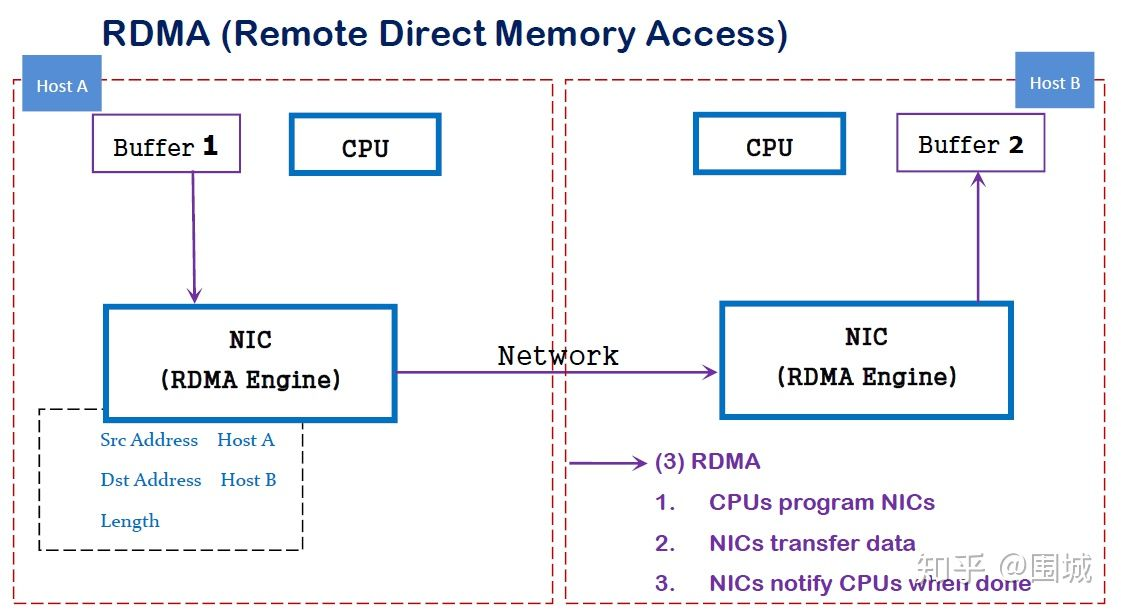 RDMA (Remote Direct Memory Access)
Host A
Host B
Buffer 1
CPU
CPU
Buffer 2
NIC
(RDMA Engine)
Network
NIC
(RDMA Engine)
Src Address Host A
Dst Address Host B
Length
(3) RDMA
1. CPUs program NICs
2. NICs transfer data
3. NICs notify CPUs when done
知乎 @围城